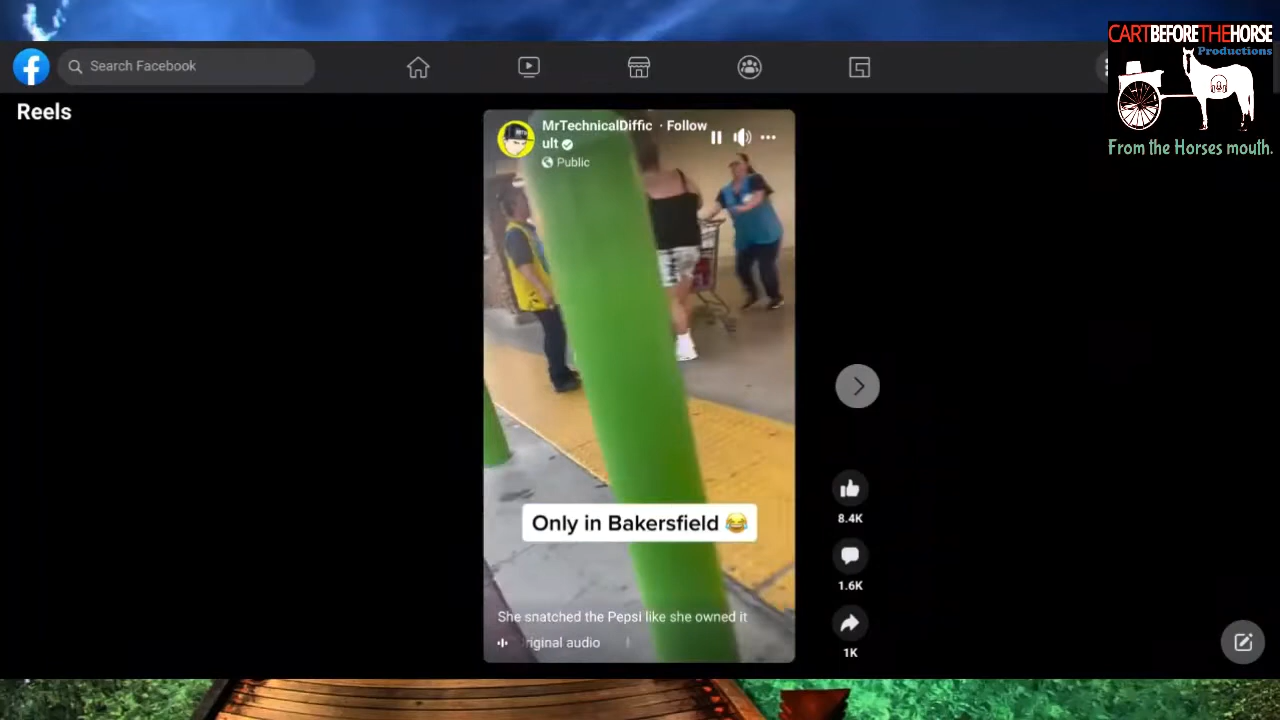 CARTBEFORETHEHORSE
Productions
From the Horses mouth.
Search Facebook
Reels
MrTechnicalDiffic · Follow
ult
Public
Only in Bakersfield 😂
She snatched the Pepsi like she owned it
riginal audio
8.4K
1.6K
1K